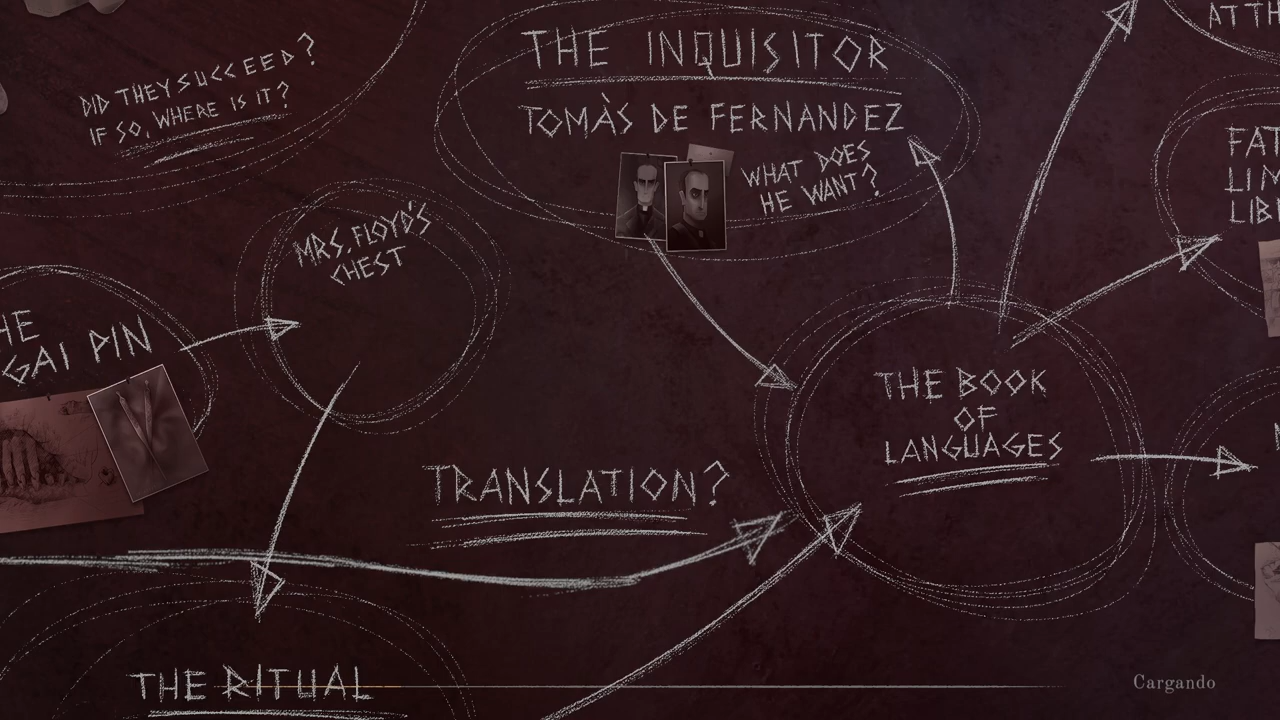 DID THEY SUCCEED?
IF SO, WHERE IS IT?
THE INQUISITOR
TOMÀS DE FERNANDEZ
WHAT DOES
HE WANT?
MRS. FLOYD'S
CHEST
GAI PIN
THE BOOK
OF
LANGUAGES
TRANSLATION?
THE RITUAL
Cargando